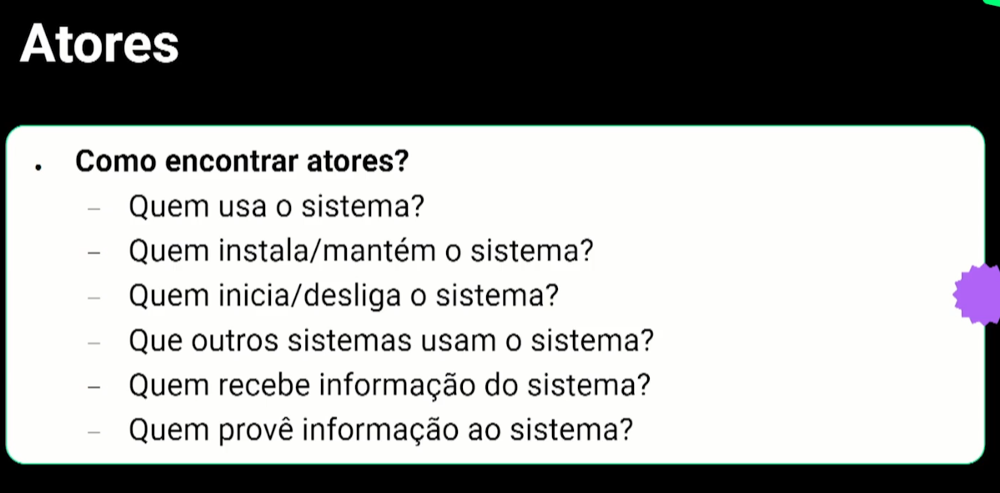 Atores
• Como encontrar atores?
– Quem usa o sistema?
– Quem instala/mantém o sistema?
– Quem inicia/desliga o sistema?
– Que outros sistemas usam o sistema?
– Quem recebe informação do sistema?
– Quem provê informação ao sistema?